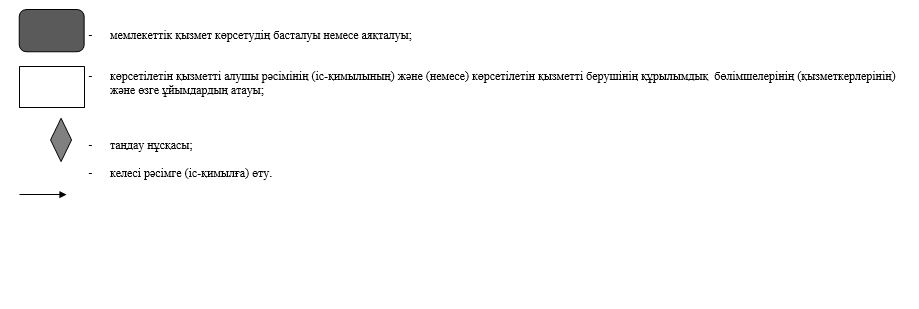 - мемлекеттік қызмет көрсетудің басталуы немесе аяқталуы;
- көрсетілетін қызметті алушы рәсімінің (іс-қимылының) және (немесе) көрсетілетін қызметті берушінің құрылымдық бөлімшелерінің (қызметкерлерінің)
және өзге ұйымдардың атауы;
- таңдау нұсқасы;
- келесі рәсімге (іс-қимылға) өту.